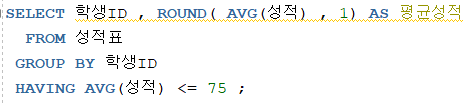 SELECT 학생ID , ROUND( AVG(성적) , 1) AS 평균성적
FROM 성적표
GROUP BY 학생ID
HAVING AVG(성적) <= 75 ;